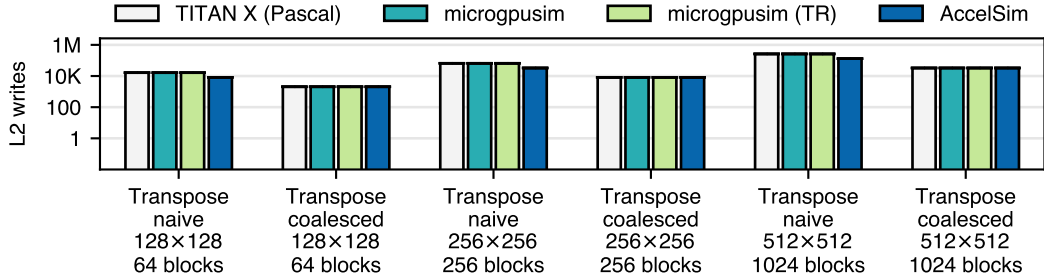 TITAN X (Pascal) microgpusim microgpusim (TR) AccelSim
L2 writes
1M
10K
100
1
Transpose naive 128×128 64 blocks
Transpose coalesced 128×128 64 blocks
Transpose naive 256×256 256 blocks
Transpose coalesced 256×256 256 blocks
Transpose naive 512×512 1024 blocks
Transpose coalesced 512×512 1024 blocks